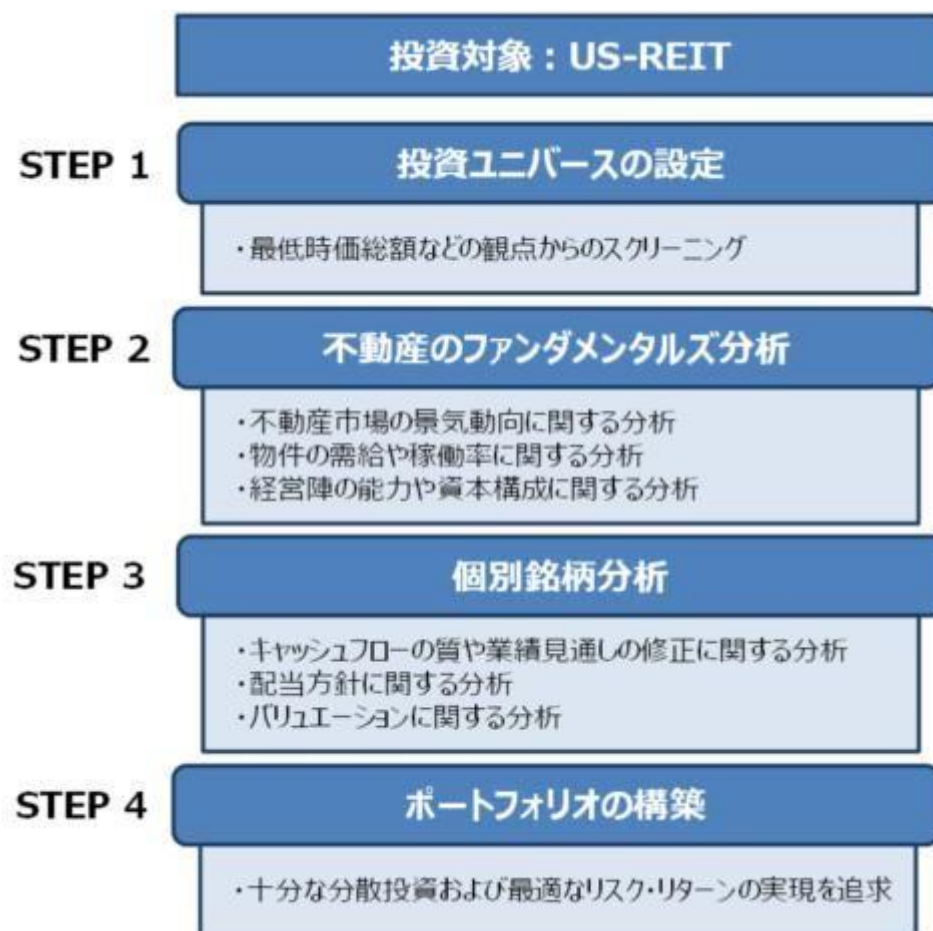 投資対象：US-REIT
STEP 1
投資ユニバースの設定
・最低時価総額などの観点からのスクリーニング
STEP 2
不動産のファンダメンタルズ分析
・不動産市場の景気動向に関する分析
・物件の需給や稼働率に関する分析
・経営陣の能力や資本構成に関する分析
STEP 3
個別銘柄分析
・キャッシュフローの質や業績見通しの修正に関する分析
・配当方針に関する分析
・バリュエーションに関する分析
STEP 4
ポートフォリオの構築
・十分な分散投資および最適なリスク・リターンの実現を追求